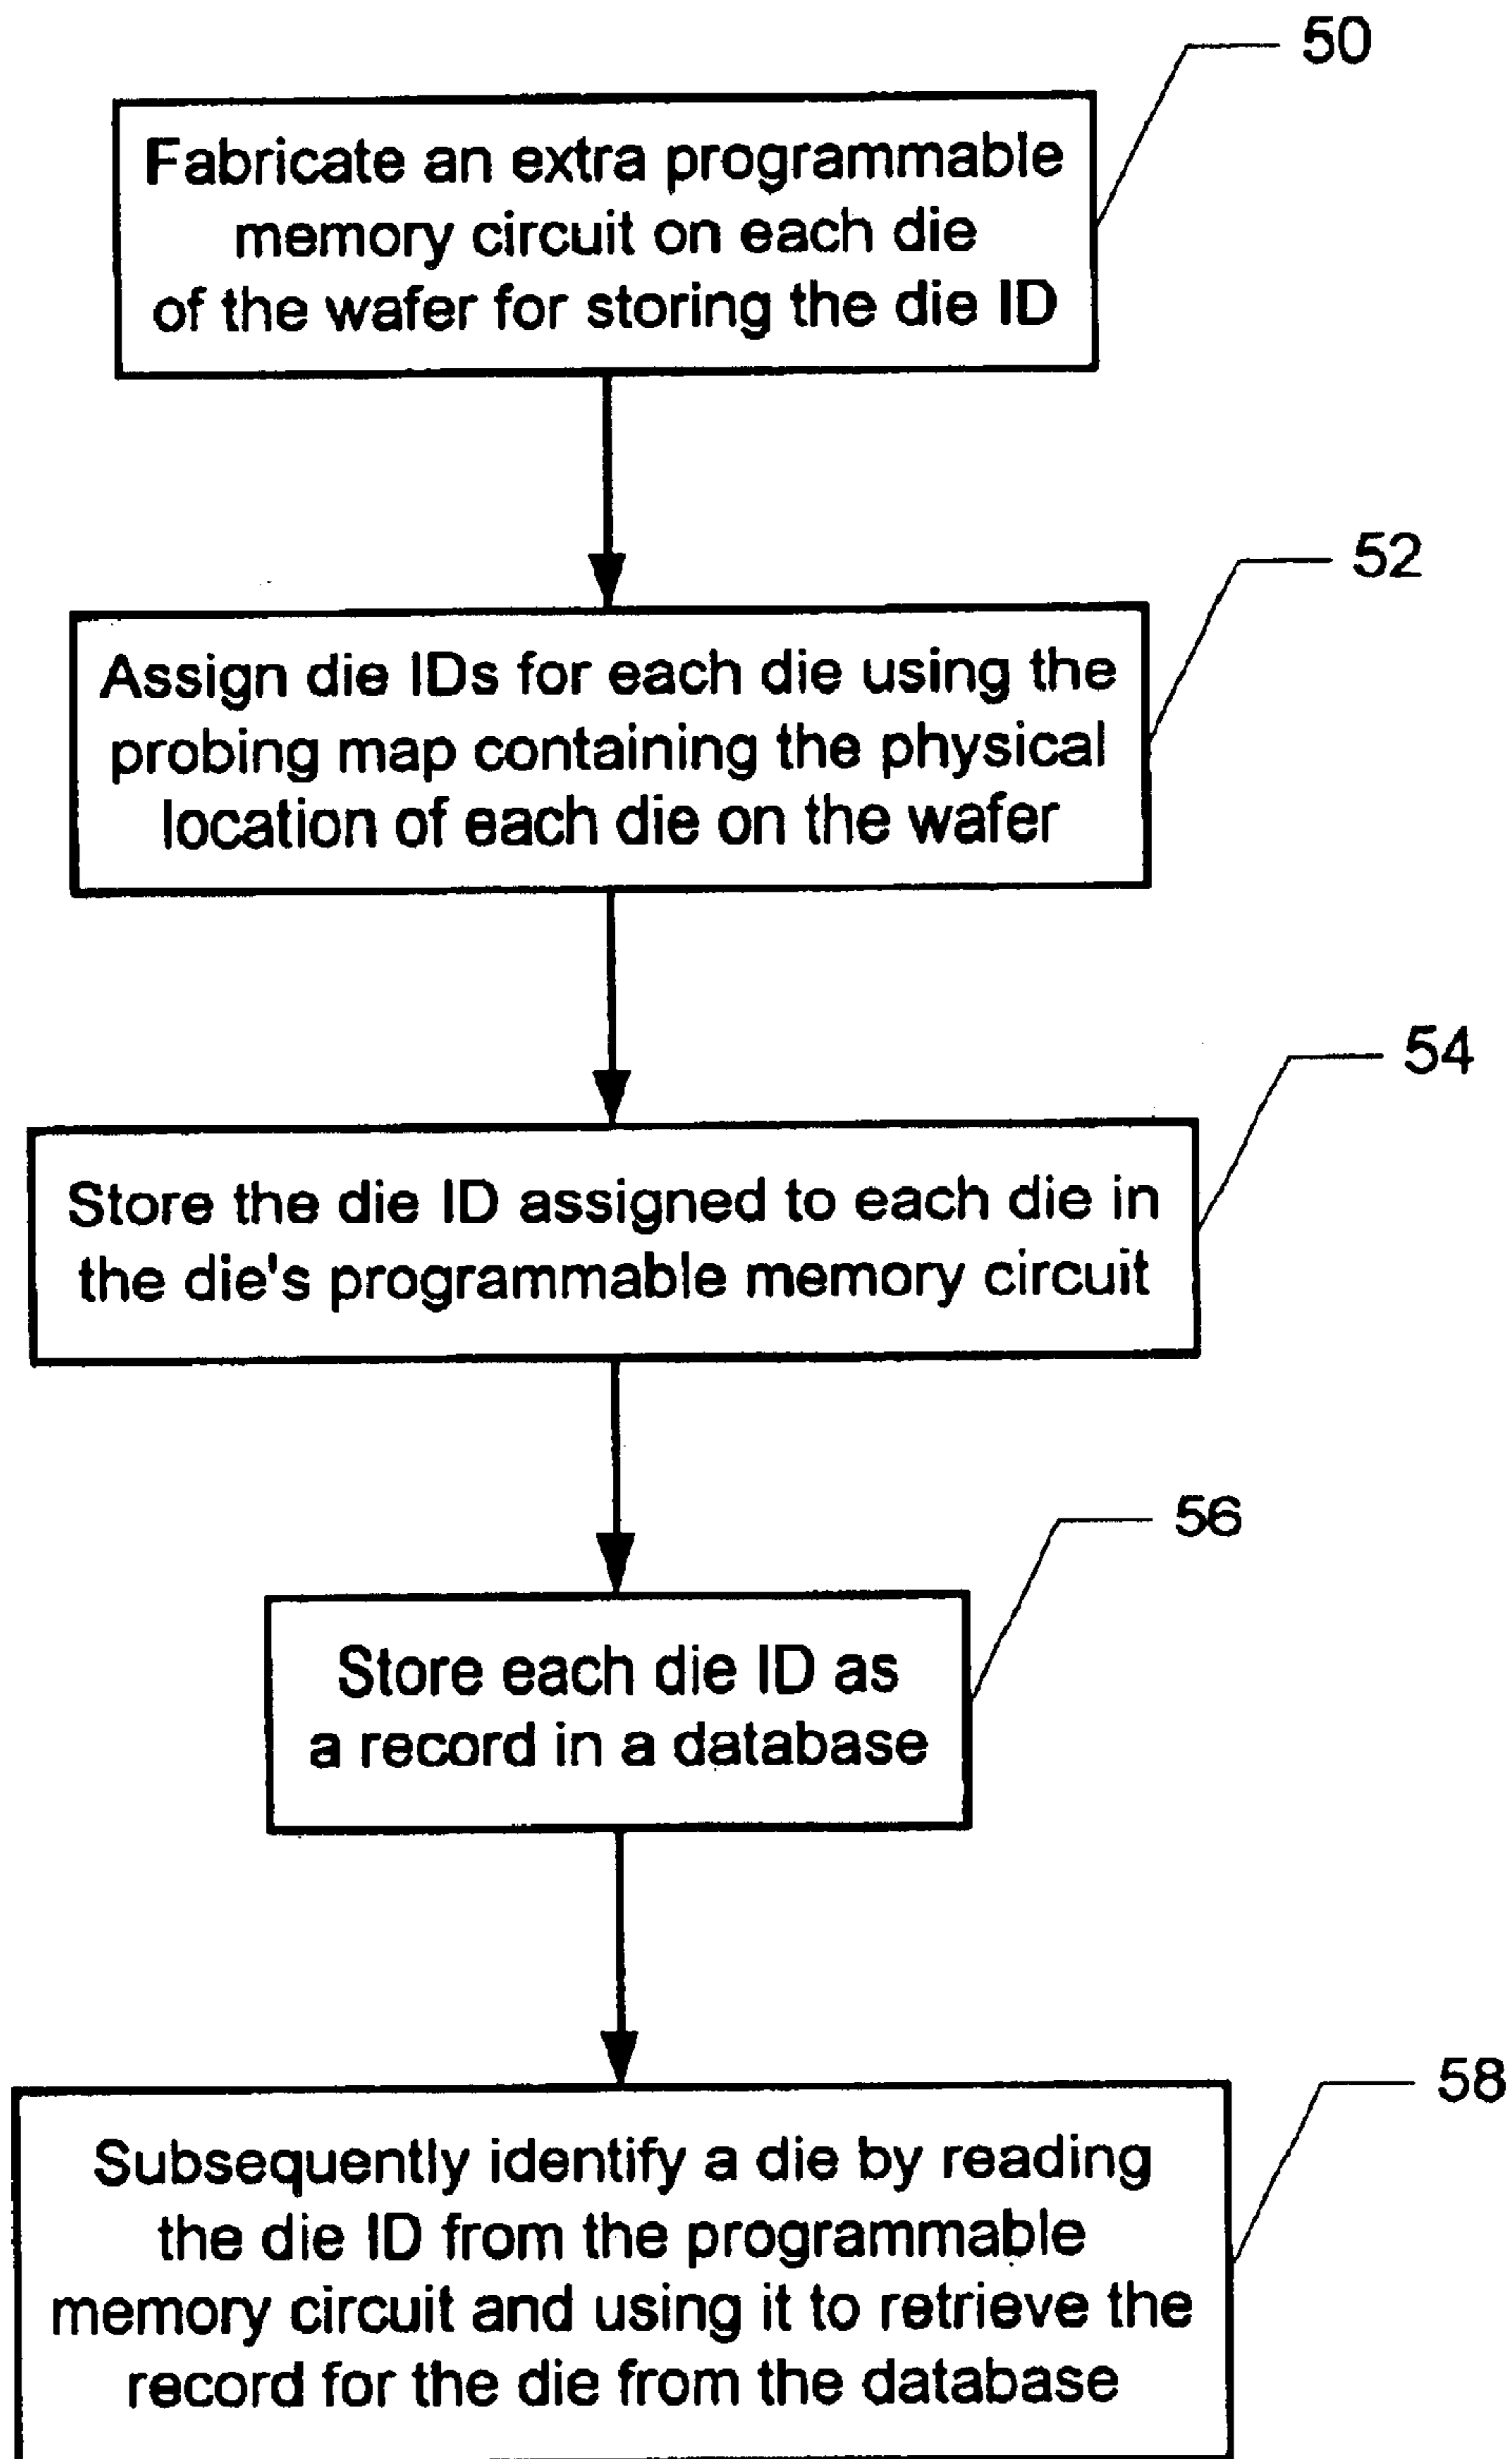 50
Fabricate an extra programmable
memory circuit on each die
of the wafer for storing the die ID
52
Assign die IDs for each die using the
probing map containing the physical
location of each die on the wafer
54
Store the die ID assigned to each die in
the die's programmable memory circuit
56
Store each die ID as
a record in a database
58
Subsequently identify a die by reading
the die ID from the programmable
memory circuit and using it to retrieve the
record for the die from the database